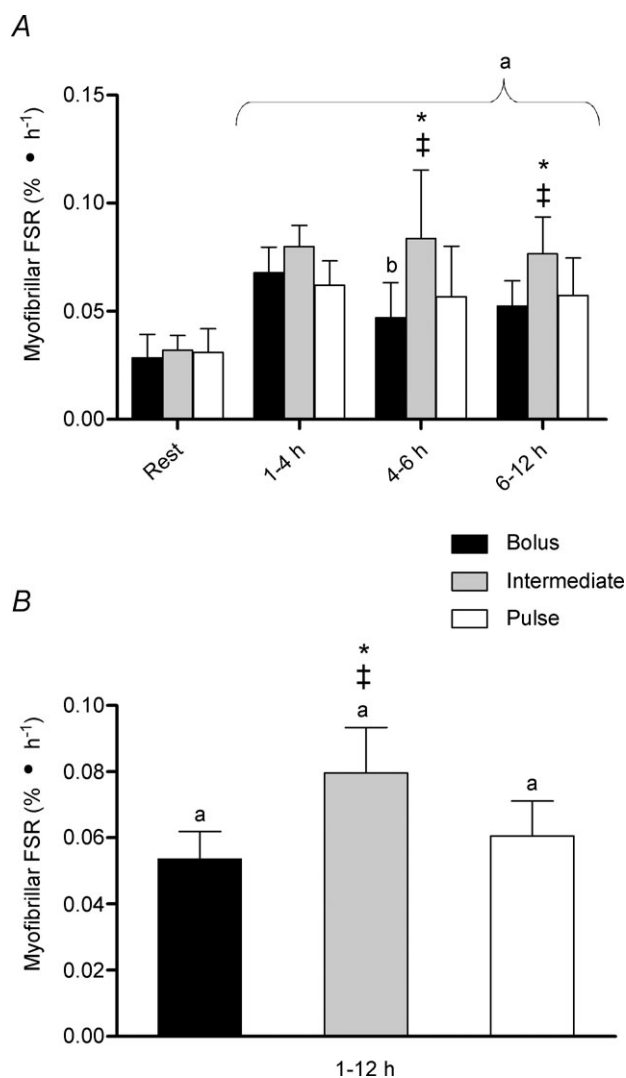 A
a
Myofibrillar FSR (% • h⁻¹)
0.15
0.10
0.05
0.00
b
*
‡
*
‡
Rest
1-4 h
4-6 h
6-12 h
Bolus
Intermediate
Pulse
B
Myofibrillar FSR (% • h⁻¹)
0.10
0.08
0.06
0.04
0.02
0.00
a
*
‡
a
a
1-12 h